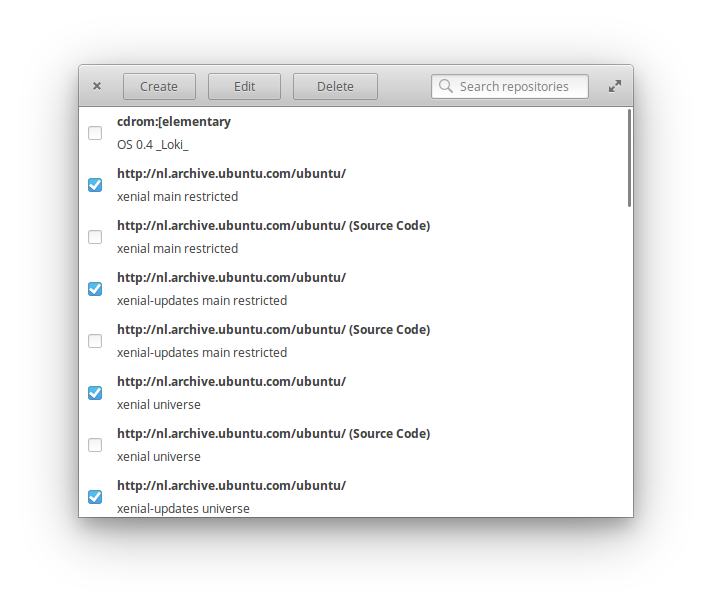 Create Edit Delete Search repositories
cdrom:[elementary
OS 0.4 _Loki_
http://nl.archive.ubuntu.com/ubuntu/
xenial main restricted
http://nl.archive.ubuntu.com/ubuntu/ (Source Code)
xenial main restricted
http://nl.archive.ubuntu.com/ubuntu/
xenial-updates main restricted
http://nl.archive.ubuntu.com/ubuntu/ (Source Code)
xenial-updates main restricted
http://nl.archive.ubuntu.com/ubuntu/
xenial universe
http://nl.archive.ubuntu.com/ubuntu/ (Source Code)
xenial universe
http://nl.archive.ubuntu.com/ubuntu/
xenial-updates universe